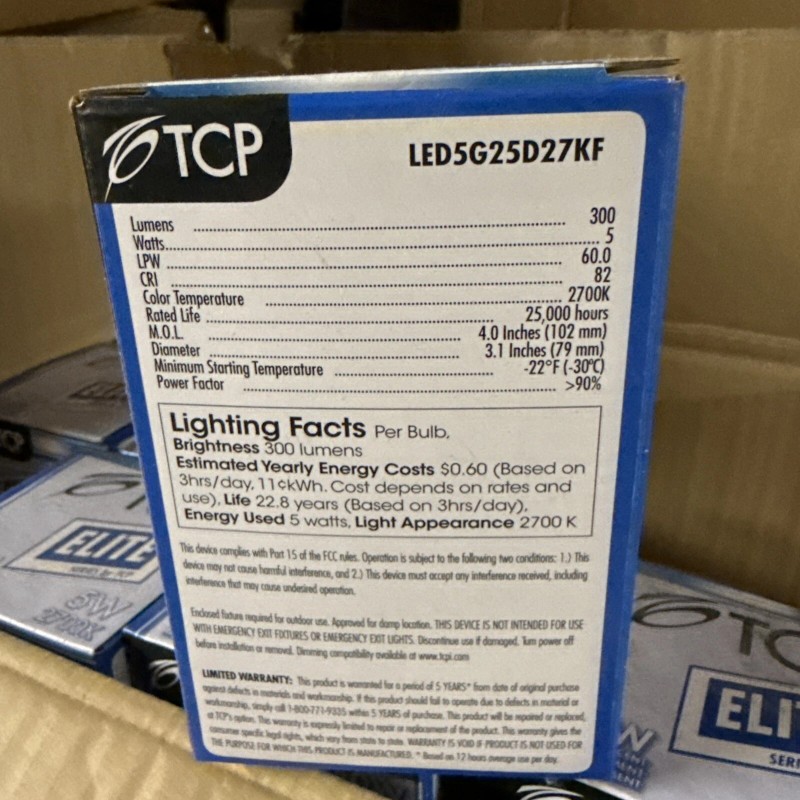 TCP
LED5G25D27KF
Lumens ........ 300
Watts ........ 5
LPW ........ 60.0
CRI ........ 82
Color Temperature ........ 2700K
Rated Life ........ 25,000 hours
M.O.L. ........ 4.0 Inches (102 mm)
Diameter ........ 3.1 Inches (79 mm)
Minimum Starting Temperature ........ -22°F (-30°C)
Power Factor ........ >90%
Lighting Facts Per Bulb,
Brightness 300 lumens
Estimated Yearly Energy Costs $0.60 (Based on
3hrs/day, 11¢kWh. Cost depends on rates and
use), Life 22.8 years (Based on 3hrs/day),
Energy Used 5 watts, Light Appearance 2700 K
This device complies with Part 15 of the FCC rules. Operation is subject to the following two conditions: 1.) This
device may not cause harmful interference, and 2.) This device must accept any interference received, including
interference that may cause undesired operation.
Enclosed fixture required for outdoor use. Approved for damp location. THIS DEVICE IS NOT INTENDED FOR USE
WITH EMERGENCY EXIT FIXTURES OR EMERGENCY EXIT LIGHTS. Discontinue use if damaged. Turn power off
before installation or removal. Dimming compatibility available at www.tcpi.com
LIMITED WARRANTY: This product is warranted for a period of 5 YEARS* from date of original purchase
against defects in materials and workmanship. If this product should fail to operate due to defects in material or
workmanship, simply call 1-800-771-9335 within 5 YEARS of purchase. This product will be repaired or replaced,
at TCP's option. This warranty is expressly limited to repair or replacement of the product. This warranty gives the
consumer specific legal rights, which vary from state to state. WARRANTY IS VOID IF PRODUCT IS NOT USED FOR
THE PURPOSE FOR WHICH THIS PRODUCT IS MANUFACTURED. * Based on 12 hours average use per day.
ELITE
SERIES by TCP
5W
2700K
TC
ELI
SERI